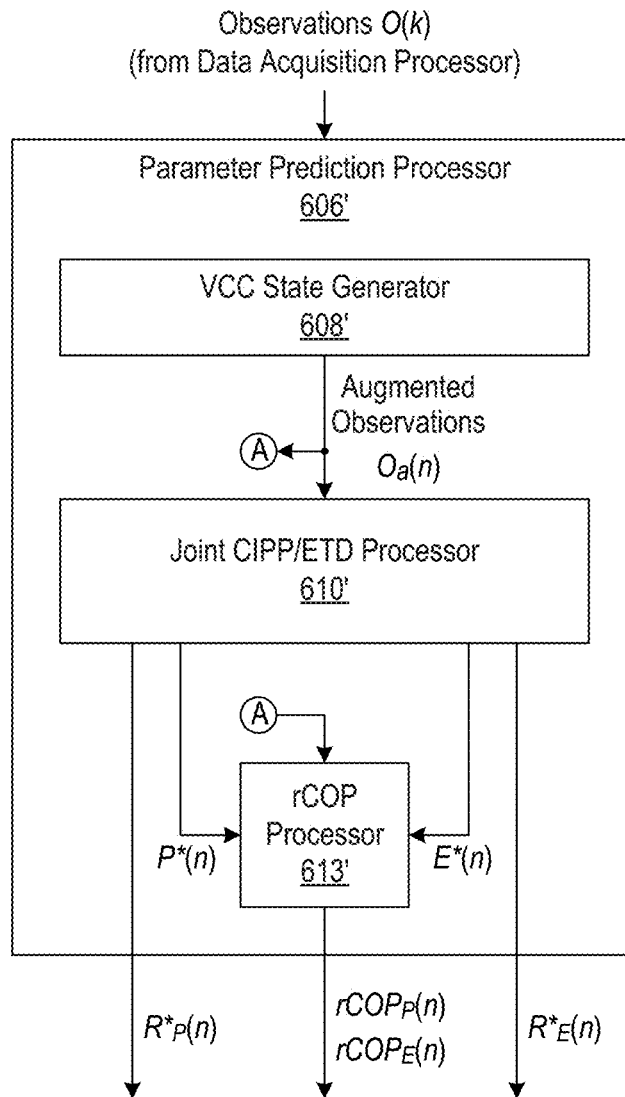 Observations O(k)
(from Data Acquisition Processor)
Parameter Prediction Processor
606'
VCC State Generator
608'
Augmented
Observations
A
Oa(n)
Joint CIPP/ETD Processor
610'
A
rCOP
Processor
613'
P*(n)
E*(n)
R*P(n)
rCOPP(n)
rCOPE(n)
R*E(n)